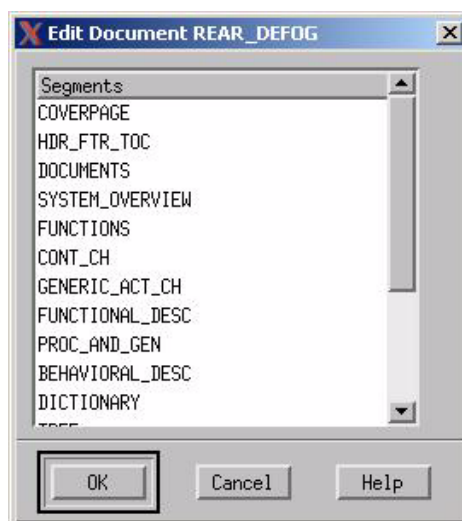 Edit Document REAR_DEFOG
Segments
COVERPAGE
HDR_FTR_TOC
DOCUMENTS
SYSTEM_OVERVIEW
FUNCTIONS
CONT_CH
GENERIC_ACT_CH
FUNCTIONAL_DESC
PROC_AND_GEN
BEHAVIORAL_DESC
DICTIONARY
OK Cancel Help